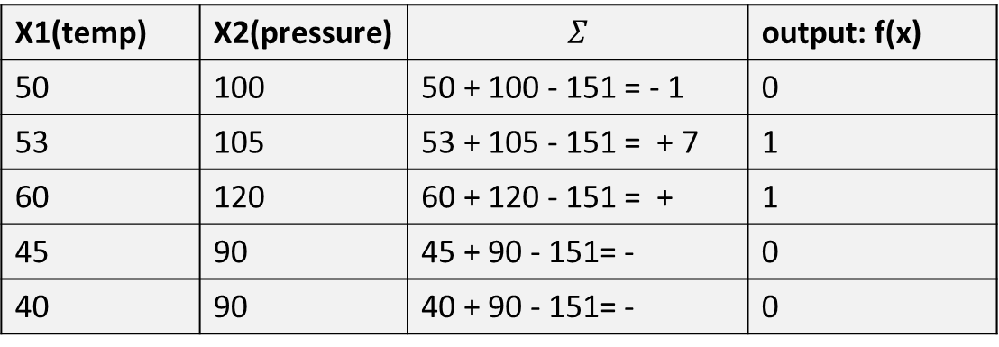 X1(temp) X2(pressure) Σ output: f(x)
50 100 50 + 100 - 151 = - 1 0
53 105 53 + 105 - 151 = + 7 1
60 120 60 + 120 - 151 = + 1
45 90 45 + 90 - 151= - 0
40 90 40 + 90 - 151= - 0